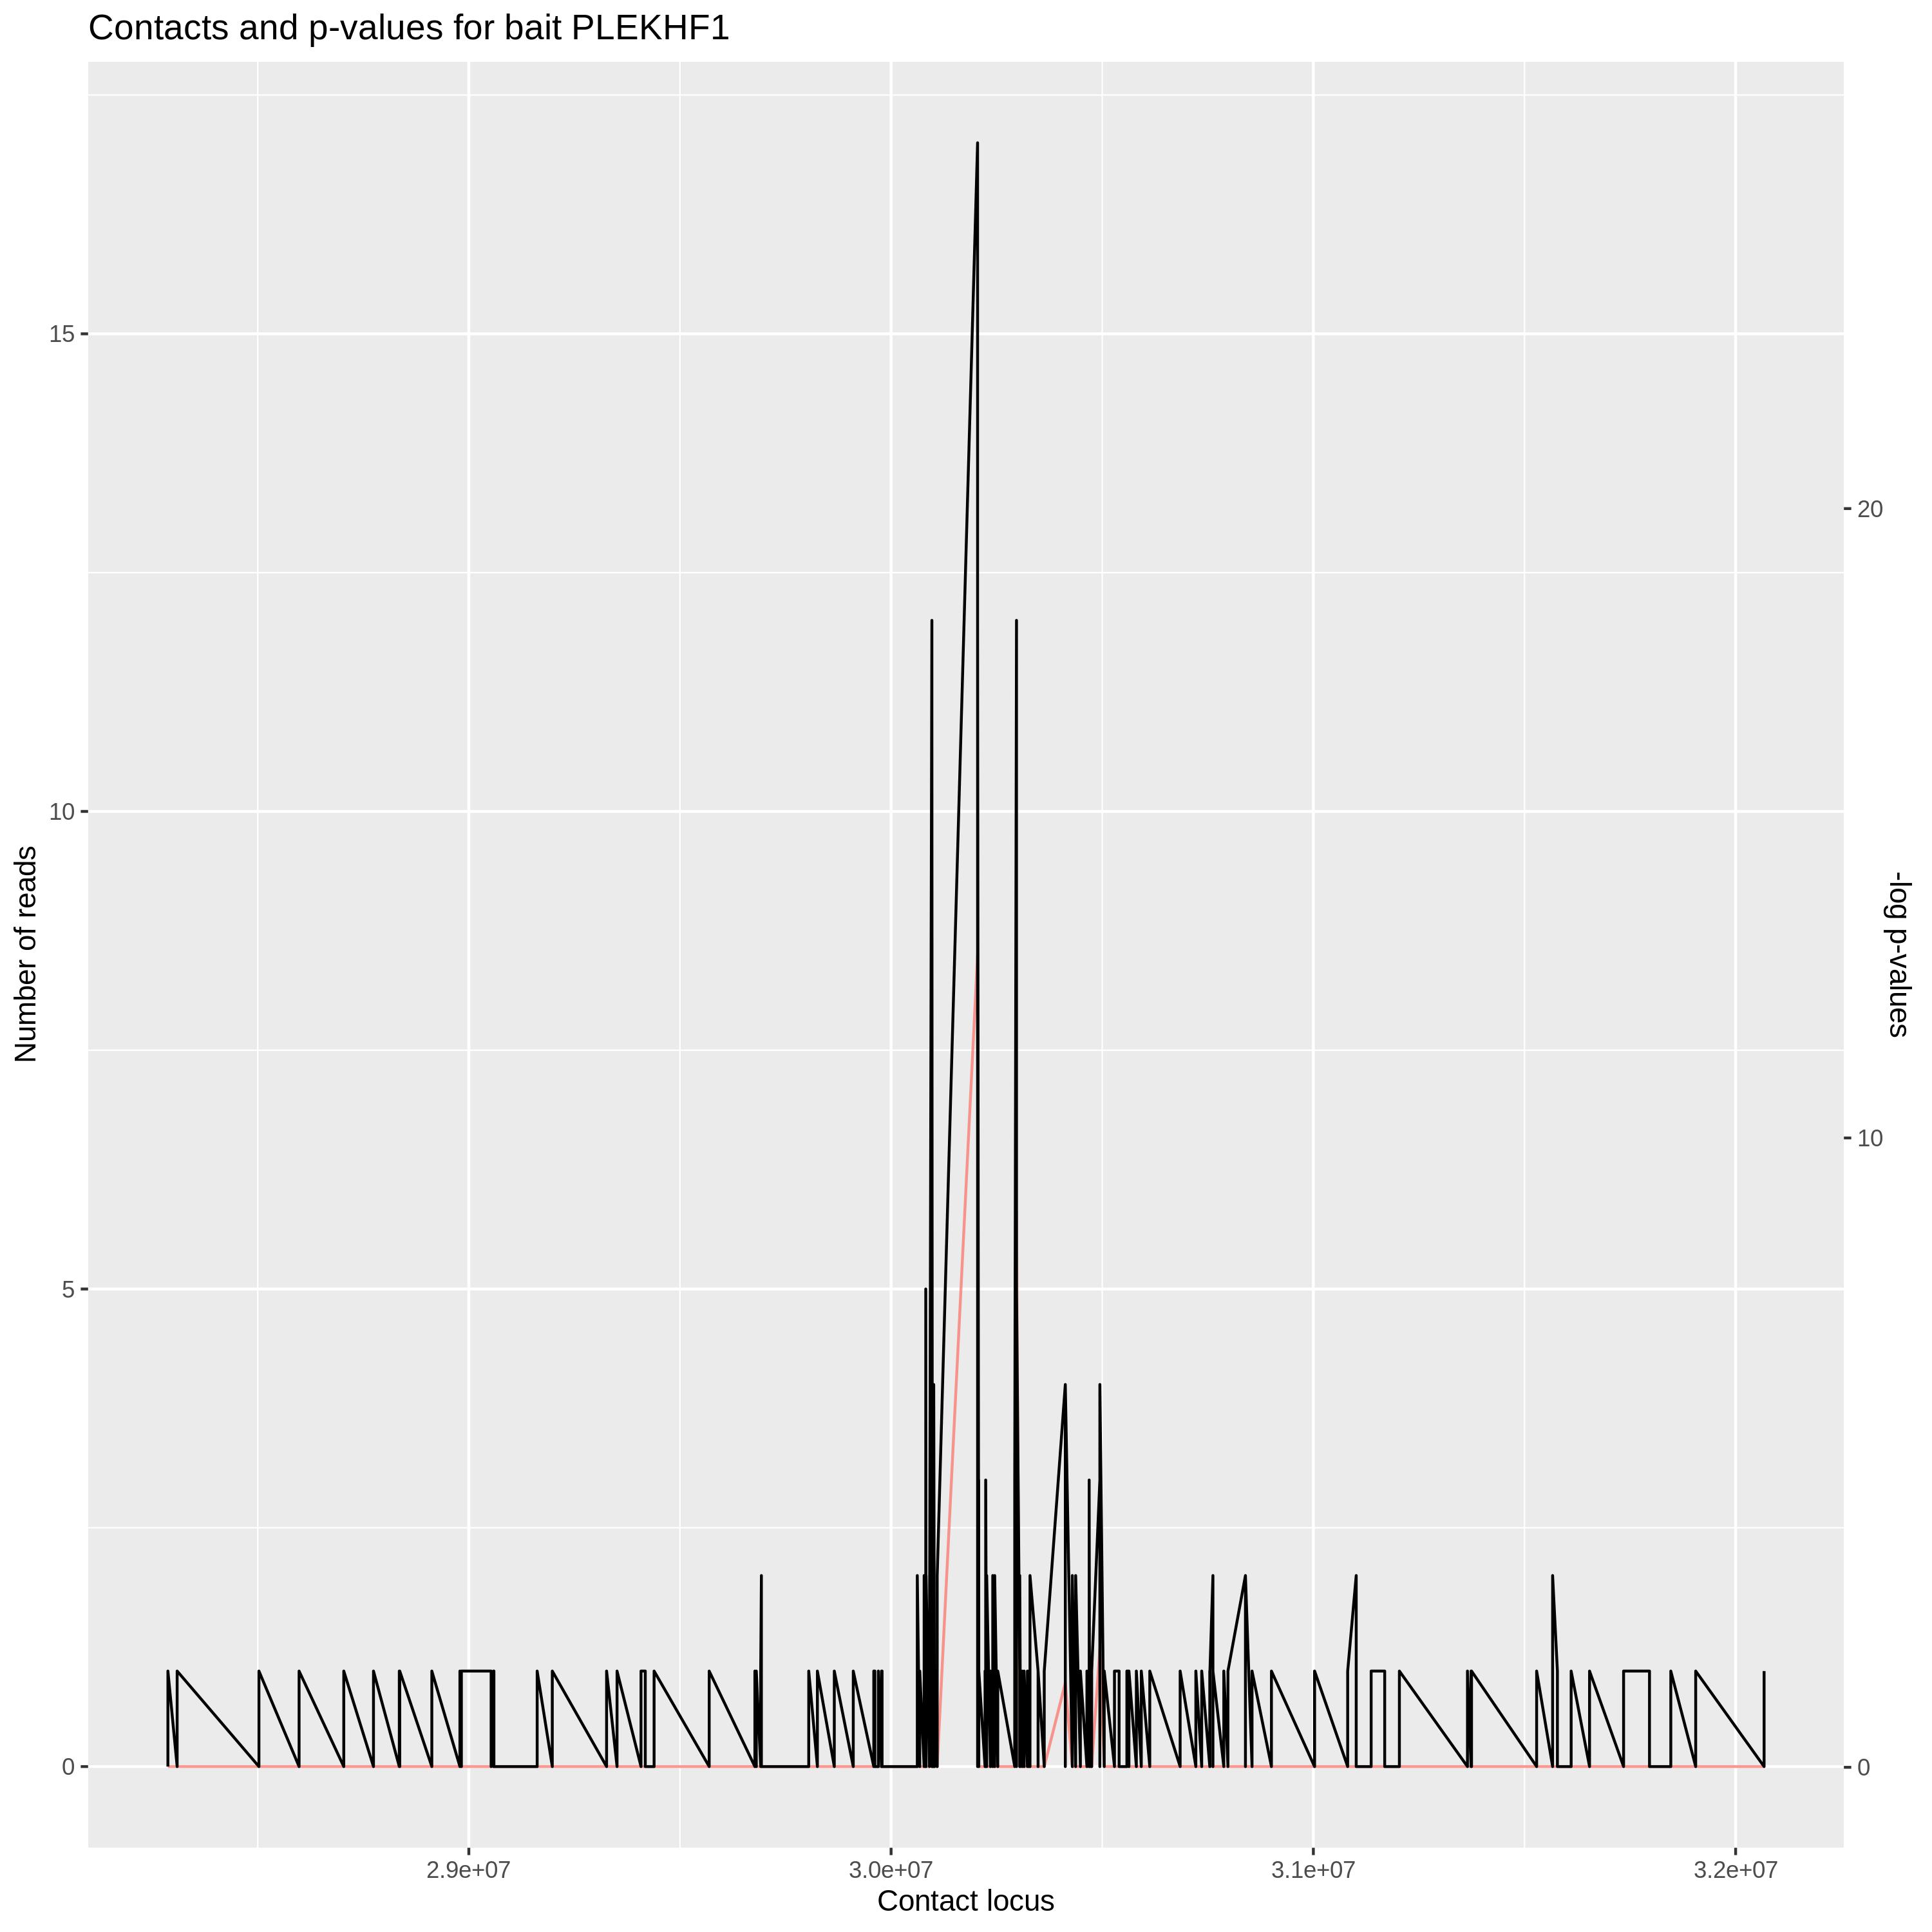 Contacts and p-values for bait PLEKHF1
15
10
5
0
Number of reads
20
10
0
-log p-values
2.9e+07 3.0e+07 3.1e+07 3.2e+07
Contact locus